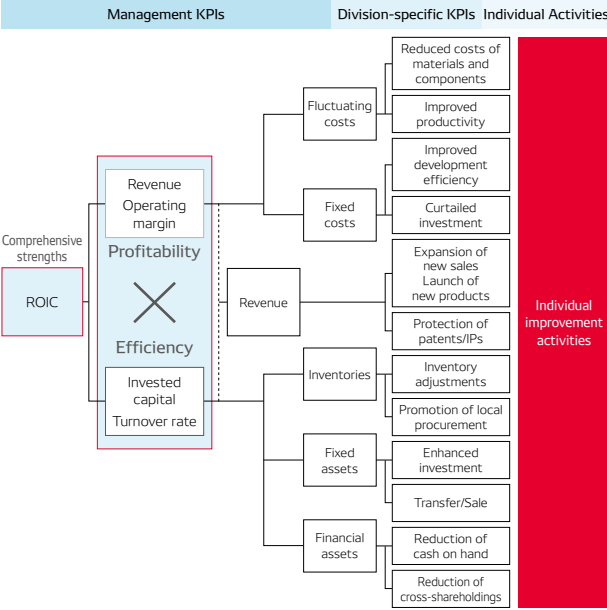 Management KPIs
Division-specific KPIs
Individual Activities
Comprehensive
strengths
ROIC
Revenue
Operating
margin
Profitability
Efficiency
Invested
capital
Turnover rate
Fluctuating
costs
Fixed
costs
Revenue
Inventories
Fixed
assets
Financial
assets
Reduced costs of
materials and
components
Improved
productivity
Improved
development
efficiency
Curtailed
investment
Expansion of
new sales
Launch of
new products
Protection of
patents/IPs
Inventory
adjustments
Promotion of local
procurement
Enhanced
investment
Transfer/Sale
Reduction of
cash on hand
Reduction of
cross-shareholdings
Individual
improvement
activities